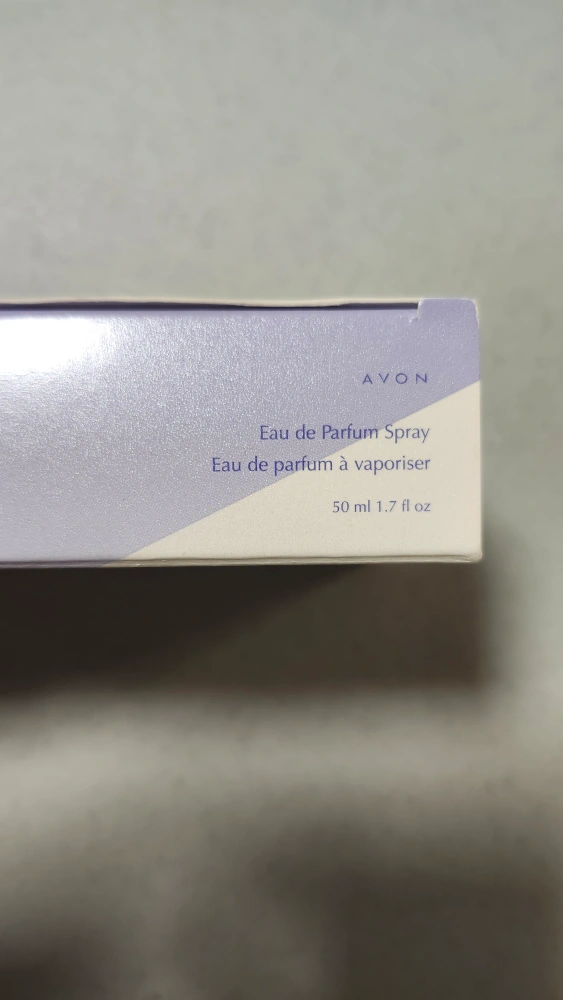 AVON
Eau de Parfum Spray
Eau de parfum à vaporiser
50 ml 1.7 fl oz